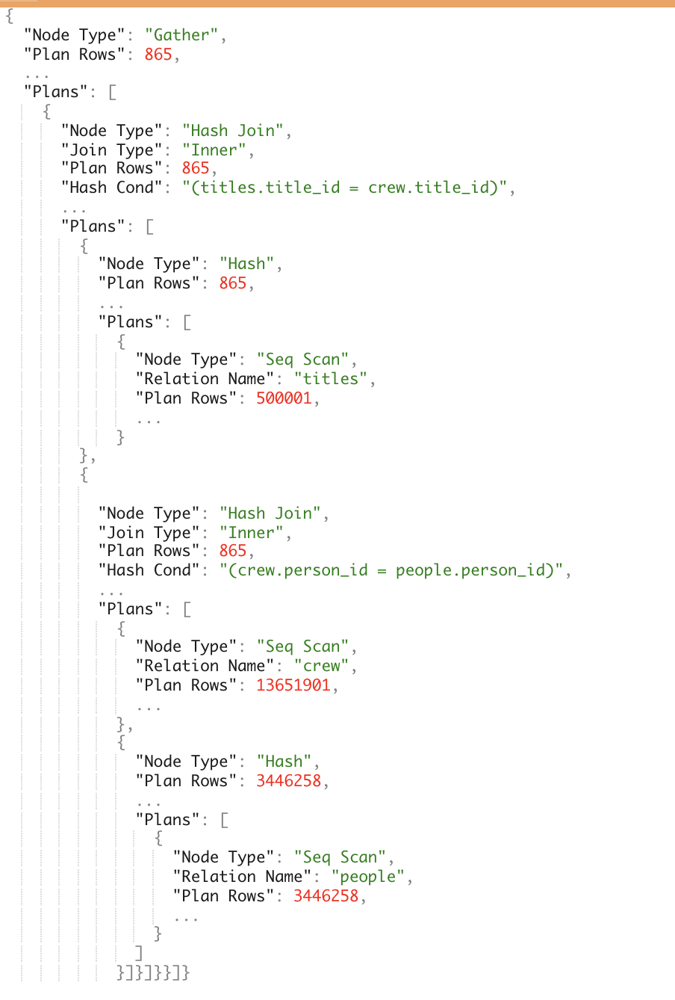 {
"Node Type": "Gather",
"Plan Rows": 865,
...
"Plans": [
{
"Node Type": "Hash Join",
"Join Type": "Inner",
"Plan Rows": 865,
"Hash Cond": "(titles.title_id = crew.title_id)",
...
"Plans": [
{
"Node Type": "Hash",
"Plan Rows": 865,
...
"Plans": [
{
"Node Type": "Seq Scan",
"Relation Name": "titles",
"Plan Rows": 500001,
...
}
},
{
"Node Type": "Hash Join",
"Join Type": "Inner",
"Plan Rows": 865,
"Hash Cond": "(crew.person_id = people.person_id)",
...
"Plans": [
{
"Node Type": "Seq Scan",
"Relation Name": "crew",
"Plan Rows": 13651901,
...
},
{
"Node Type": "Hash",
"Plan Rows": 3446258,
...
"Plans": [
{
"Node Type": "Seq Scan",
"Relation Name": "people",
"Plan Rows": 3446258,
...
}
]
}]}]}}]}